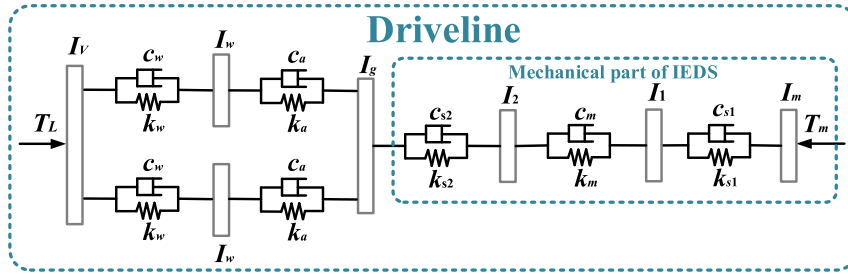 Driveline
Mechanical part of IEDS
I_V
c_w
k_w
I_w
c_a
k_a
I_g
c_s2
k_s2
I_2
c_m
k_m
I_1
c_s1
k_s1
I_m
T_L
T_m
c_w
k_w
I_w
c_a
k_a